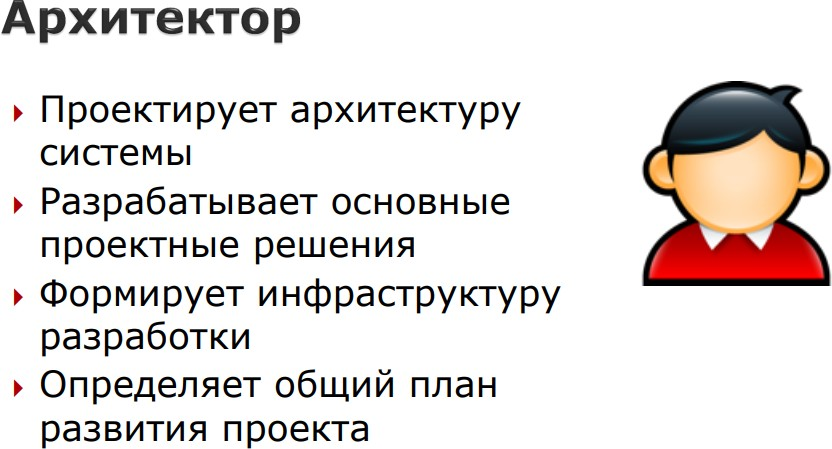 Архитектор
Проектирует архитектуру
системы
Разрабатывает основные
проектные решения
Формирует инфраструктуру
разработки
Определяет общий план
развития проекта